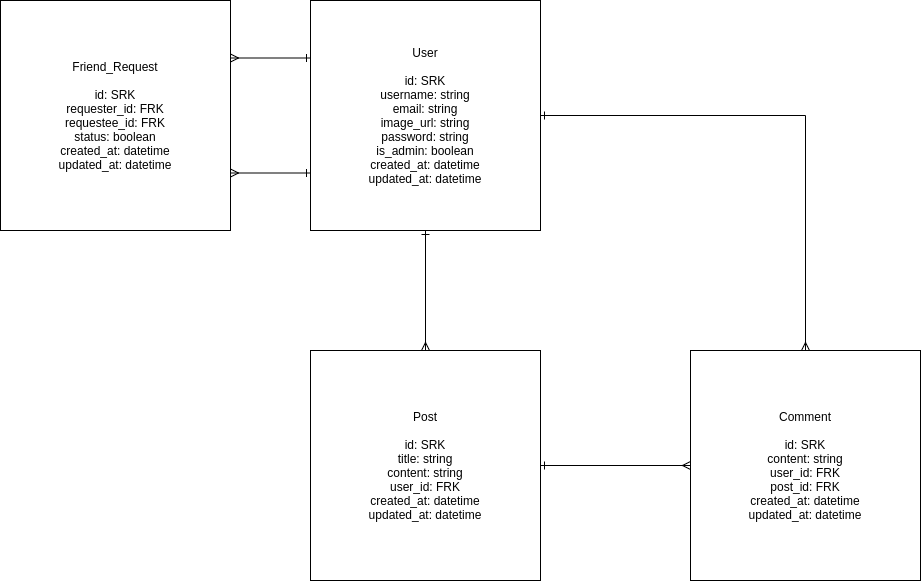 Friend_Request
id: SRK
requester_id: FRK
requestee_id: FRK
status: boolean
created_at: datetime
updated_at: datetime
User
id: SRK
username: string
email: string
image_url: string
password: string
is_admin: boolean
created_at: datetime
updated_at: datetime
Post
id: SRK
title: string
content: string
user_id: FRK
created_at: datetime
updated_at: datetime
Comment
id: SRK
content: string
user_id: FRK
post_id: FRK
created_at: datetime
updated_at: datetime